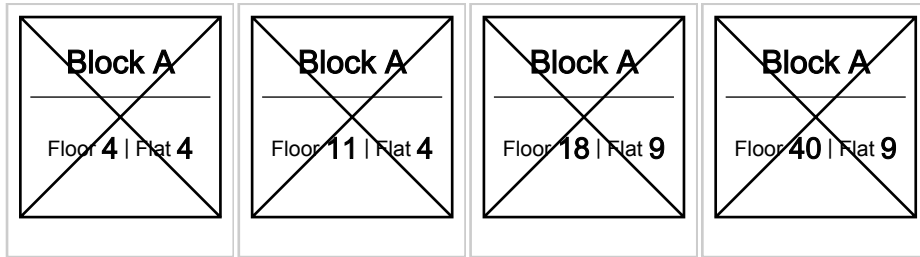 Block A
Floor 4 | Flat 4
Block A
Floor 11 | Flat 4
Block A
Floor 18 | Flat 9
Block A
Floor 40 | Flat 9